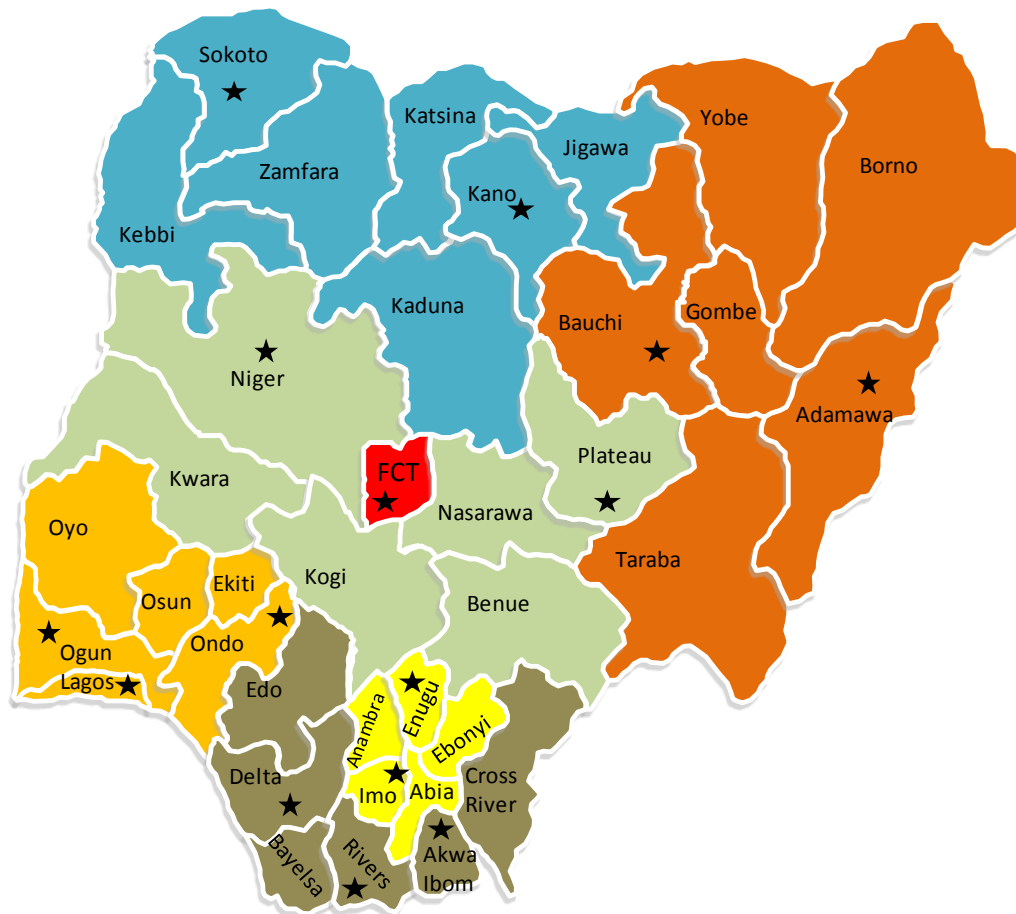 Sokoto
Katsina
Yobe
Jigawa
Zamfara
Borno
Kano
Kebbi
Kaduna
Gombe
Bauchi
Niger
Adamawa
Plateau
FCT
Kwara
Nasarawa
Oyo
Taraba
Kogi
Ekiti
Osun
Benue
Ondo
Ogun
Lagos
Edo
Anambra
Enugu
Ebonyi
Delta
Imo
Abia
Cross
River
Bayelsa
Rivers
Akwa
Ibom